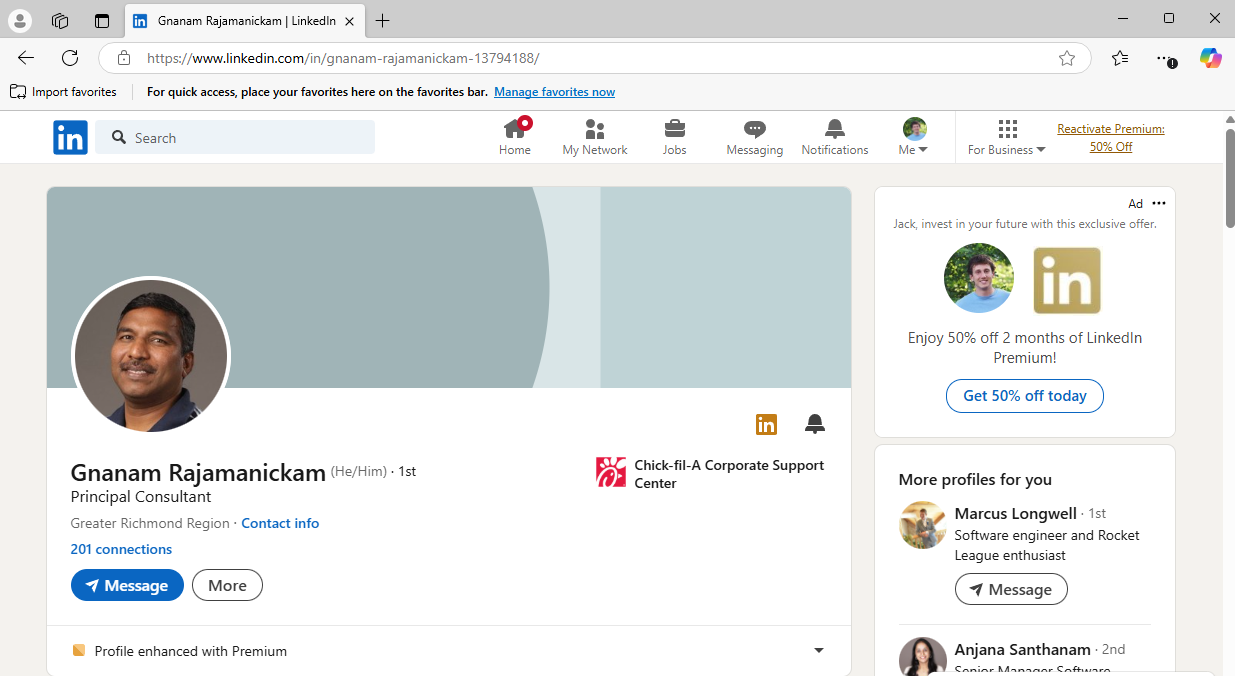 Gnanam Rajamanickam | LinkedIn
https://www.linkedin.com/in/gnanam-rajamanickam-13794188/
Import favorites
For quick access, place your favorites here on the favorites bar. Manage favorites now
in
Search
Home
My Network
Jobs
Messaging
Notifications
Me
For Business
Reactivate Premium:
50% Off
Gnanam Rajamanickam (He/Him) · 1st
Principal Consultant
Greater Richmond Region · Contact info
201 connections
Message
More
in
Chick-fil-A Corporate Support
Center
Profile enhanced with Premium
Ad
Jack, invest in your future with this exclusive offer.
in
Enjoy 50% off 2 months of LinkedIn
Premium!
Get 50% off today
More profiles for you
Marcus Longwell · 1st
Software engineer and Rocket
League enthusiast
Message
Anjana Santhanam · 2nd
Senior Manager Software